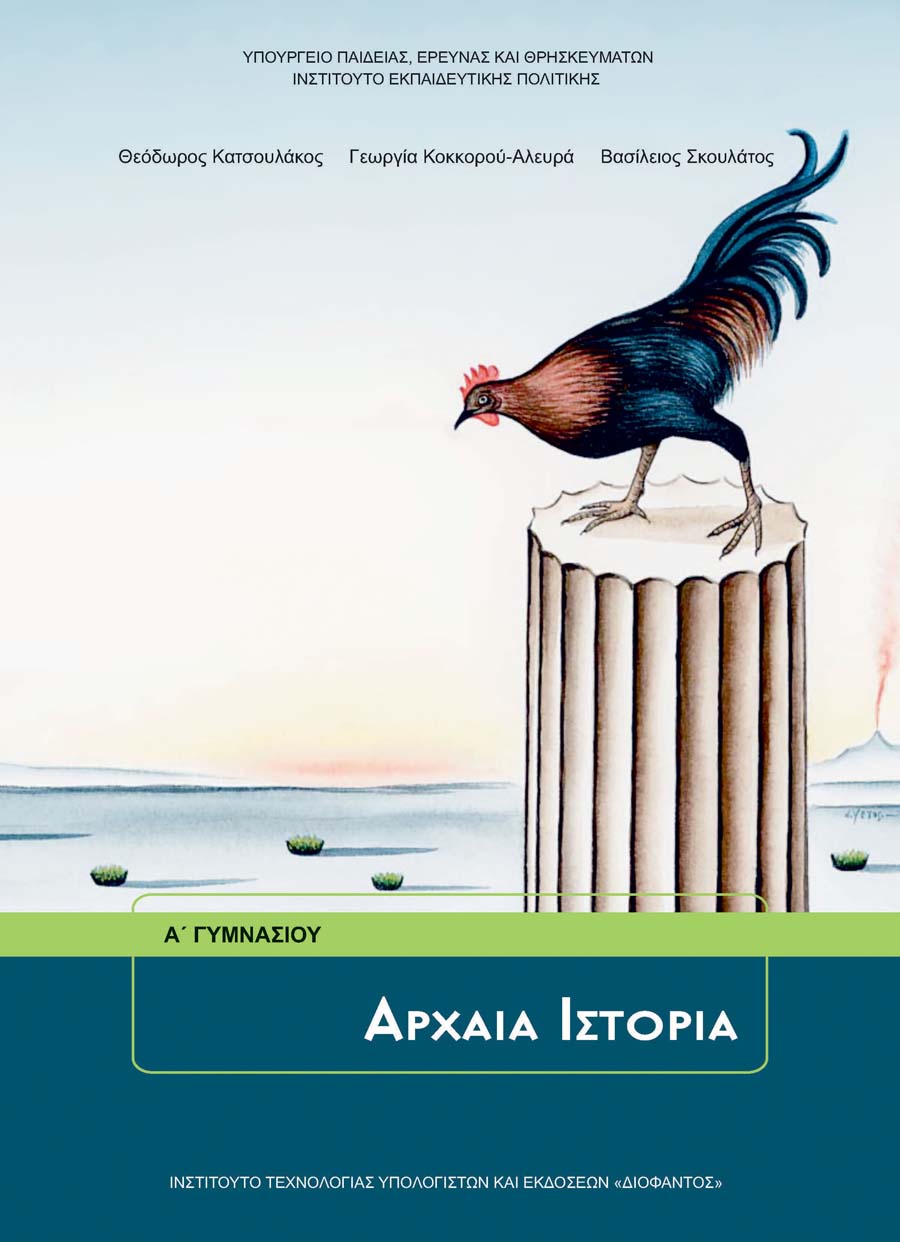 ΥΠΟΥΡΓΕΙΟ ΠΑΙΔΕΙΑΣ, ΕΡΕΥΝΑΣ ΚΑΙ ΘΡΗΣΚΕΥΜΑΤΩΝ
ΙΝΣΤΙΤΟΥΤΟ ΕΚΠΑΙΔΕΥΤΙΚΗΣ ΠΟΛΙΤΙΚΗΣ
Θεόδωρος Κατσουλάκος Γεωργία Κοκκορού-Αλευρά Βασίλειος Σκουλάτος
Α΄ ΓΥΜΝΑΣΙΟΥ
ΑΡΧΑΙΑ ΙΣΤΟΡΙΑ
ΙΝΣΤΙΤΟΥΤΟ ΤΕΧΝΟΛΟΓΙΑΣ ΥΠΟΛΟΓΙΣΤΩΝ ΚΑΙ ΕΚΔΟΣΕΩΝ «ΔΙΟΦΑΝΤΟΣ»